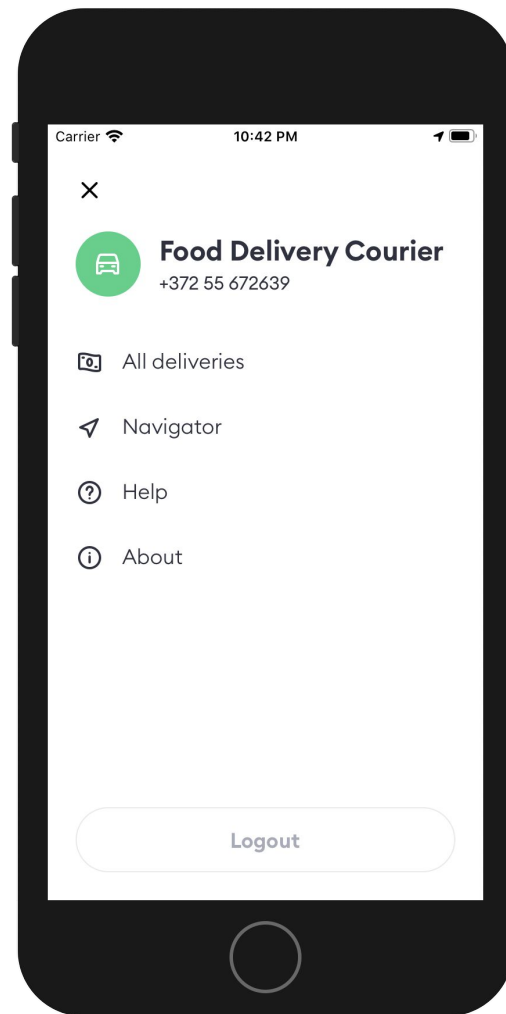 Carrier
10:42 PM
Food Delivery Courier
+372 55 672639
All deliveries
Navigator
Help
About
Logout